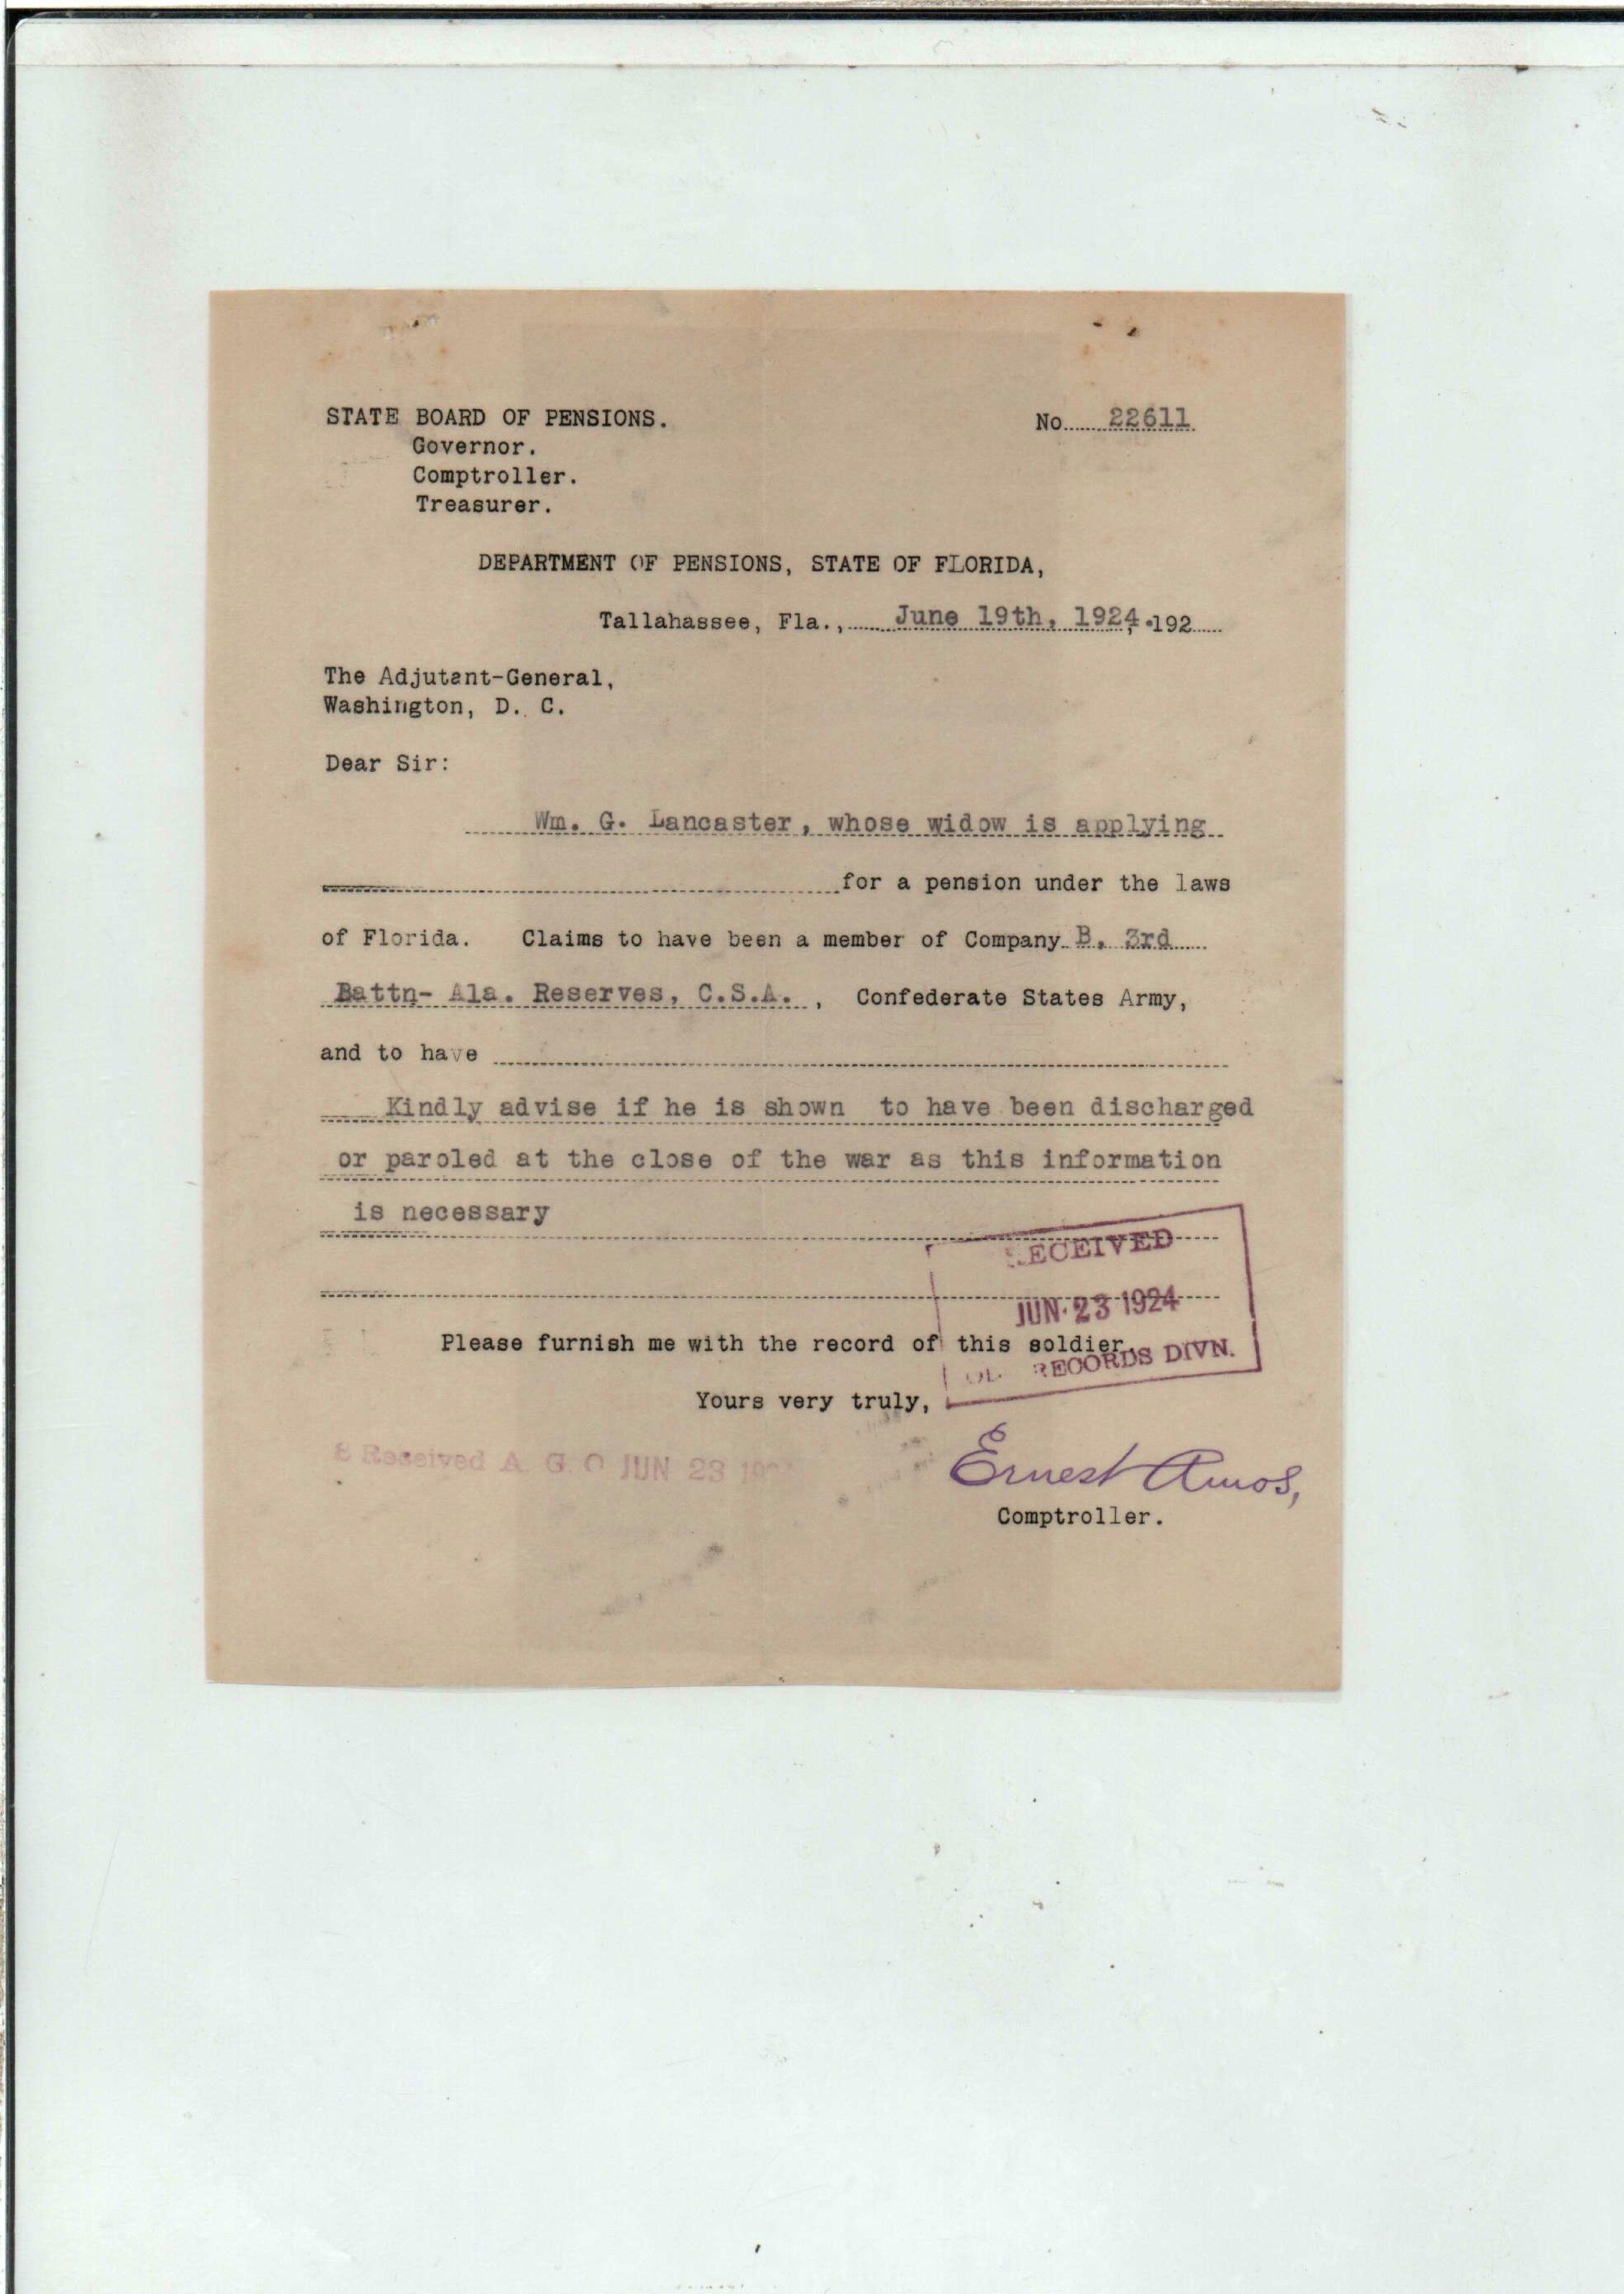 STATE BOARD OF PENSIONS.
No. 22611
Governor.
Comptroller.
Treasurer.
DEPARTMENT OF PENSIONS, STATE OF FLORIDA,
Tallahassee, Fla., June 19th, 1924. , 192
The Adjutant-General,
Washington, D. C.
Dear Sir:
Wm. G. Lancaster, whose widow is applying
for a pension under the laws
of Florida. Claims to have been a member of Company B, 3rd
Battn- Ala. Reserves, C.S.A. , Confederate States Army,
and to have
Kindly advise if he is shown to have been discharged
or paroled at the close of the war as this information
is necessary
RECEIVED
JUN 23 1924
Please furnish me with the record of this soldier.
RECORDS DIVN.
Yours very truly,
8 Received A. G. O JUN 23
Ernest Amos,
Comptroller.